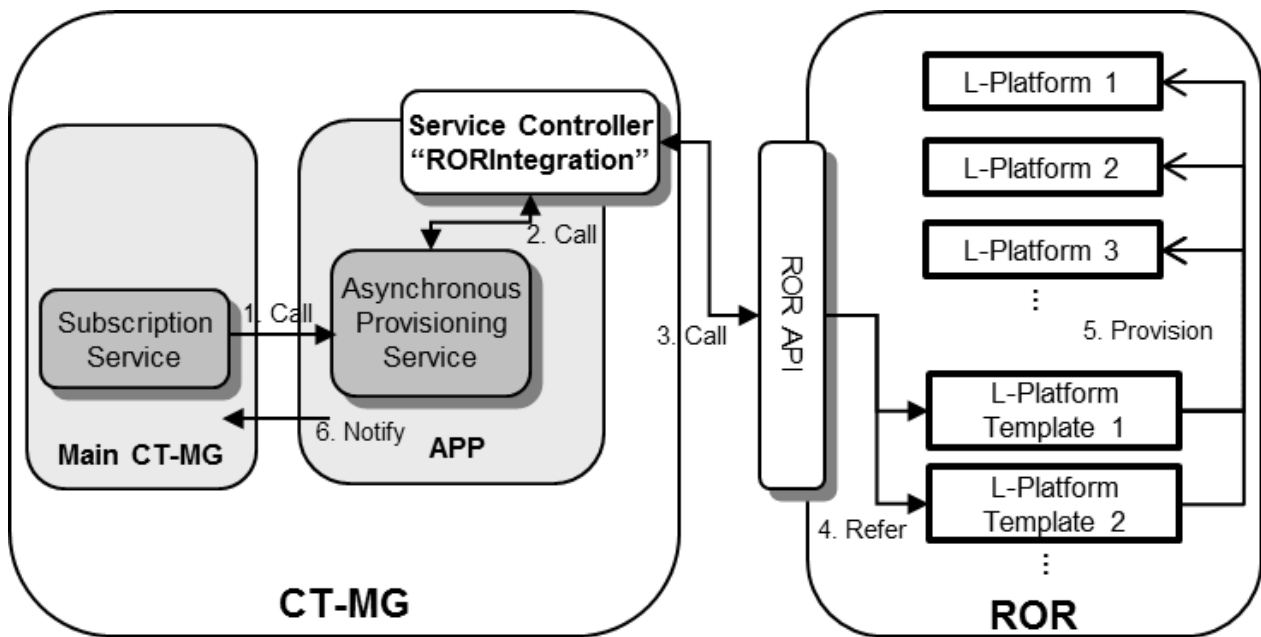 Service Controller
“RORIntegration”
2. Call
Asynchronous
Provisioning
Service
Subscription
Service
1. Call
6. Notify
Main CT-MG
APP
CT-MG
3. Call
ROR API
L-Platform 1
L-Platform 2
L-Platform 3
...
5. Provision
L-Platform
Template 1
L-Platform
Template 2
...
4. Refer
ROR